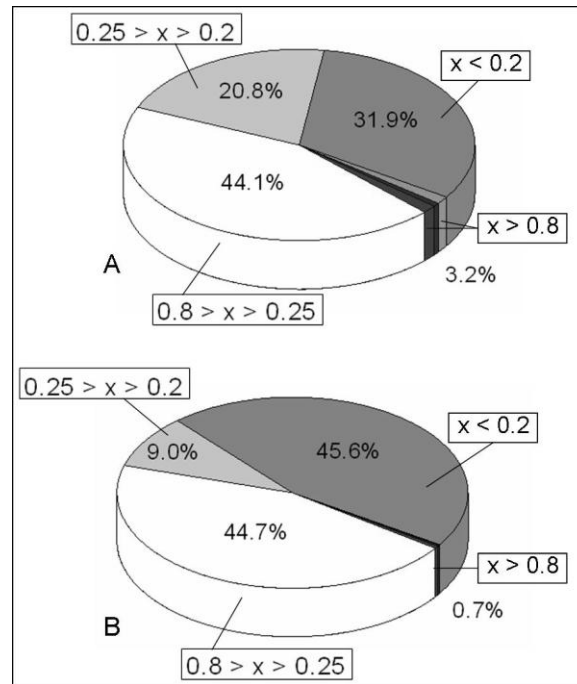 0.25 > x > 0.2
x < 0.2
20.8%
31.9%
44.1%
x > 0.8
A
3.2%
0.8 > x > 0.25
0.25 > x > 0.2
x < 0.2
45.6%
9.0%
44.7%
x > 0.8
0.7%
B
0.8 > x > 0.25